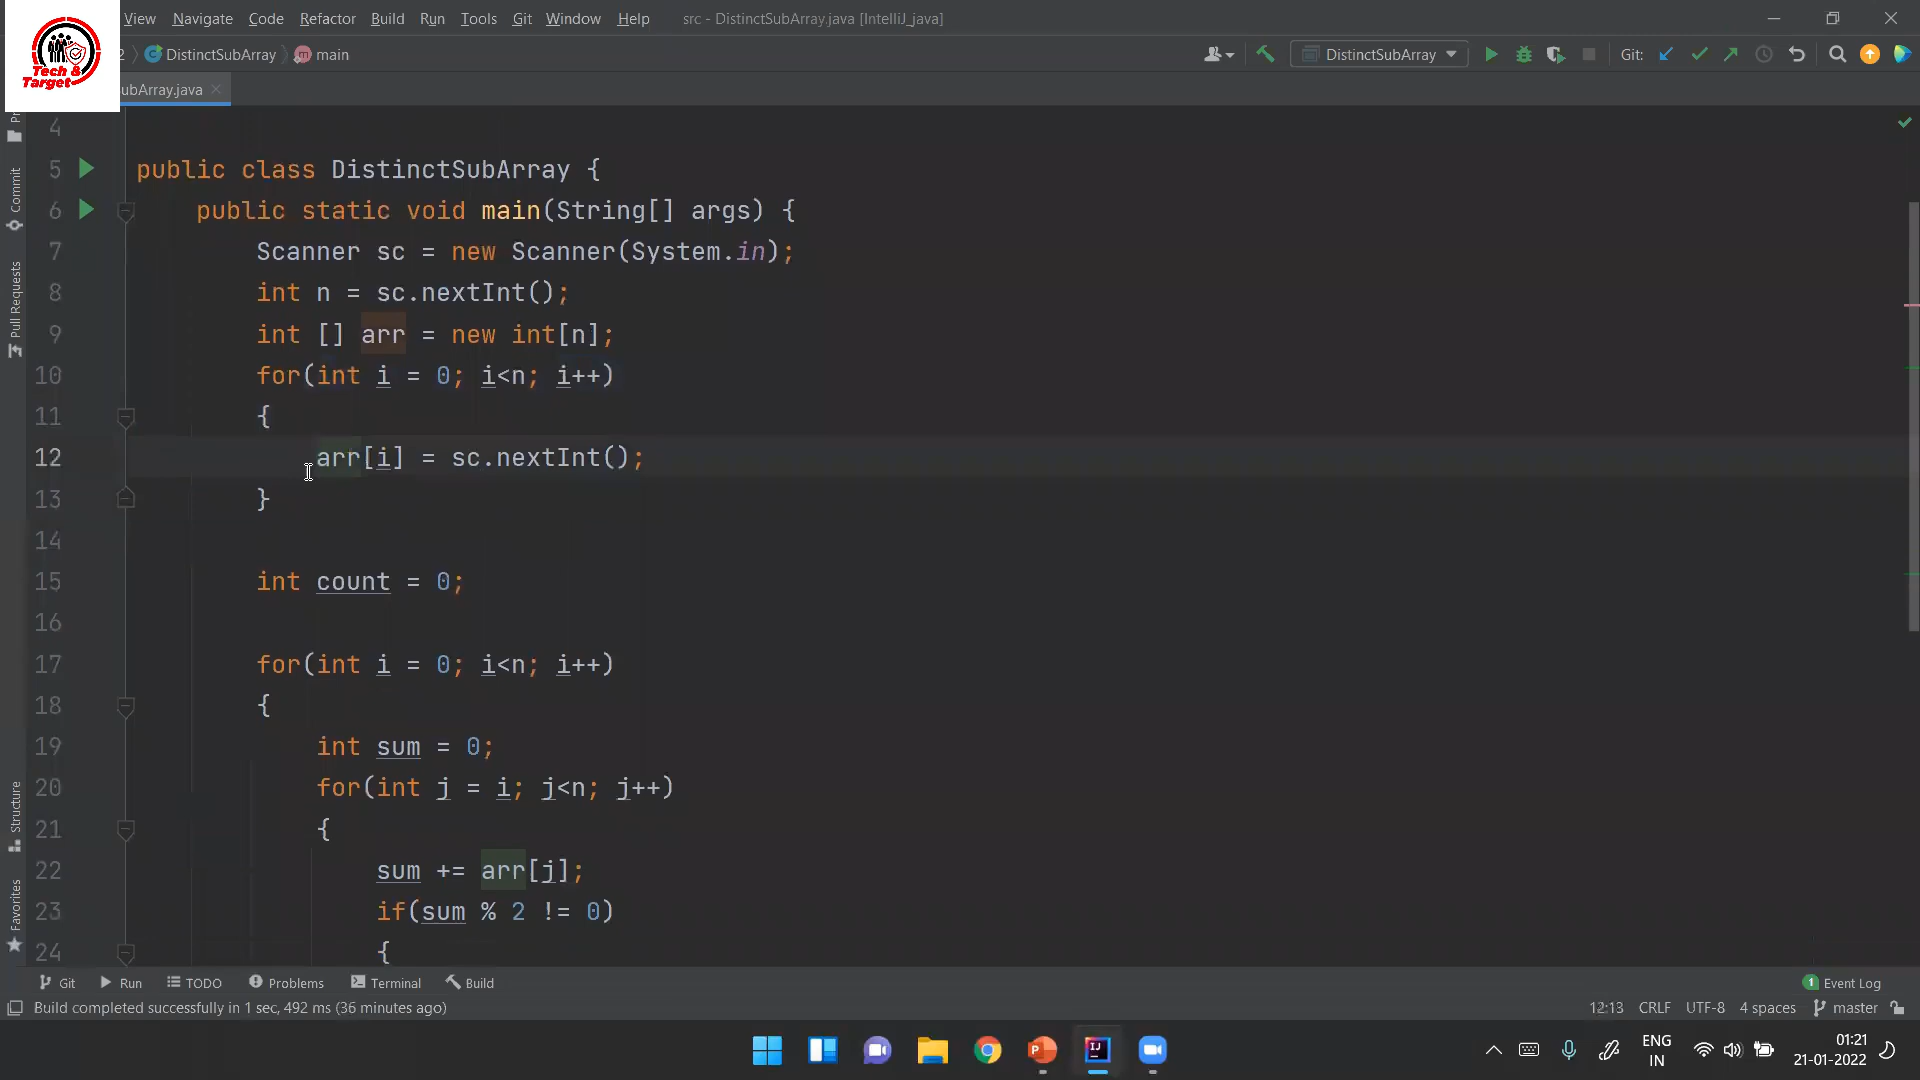 View Navigate Code Refactor Build Run Tools Git Window Help src - DistinctSubArray.java [IntelliJ_java]
Tech &
Target
2 DistinctSubArray main DistinctSubArray Git:
ubArray.java
4
5 public class DistinctSubArray {
6 public static void main(String[] args) {
7 Scanner sc = new Scanner(System.in);
8 int n = sc.nextInt();
9 int [] arr = new int[n];
10 for(int i = 0; i<n; i++)
11 {
12 arr[i] = sc.nextInt();
13 }
14
15 int count = 0;
16
17 for(int i = 0; i<n; i++)
18 {
19 int sum = 0;
20 for(int j = i; j<n; j++)
21 {
22 sum += arr[j];
23 if(sum % 2 != 0)
24 {
Commit
Pull Requests
Structure
Favorites
Git Run TODO Problems Terminal Build 1 Event Log
Build completed successfully in 1 sec, 492 ms (36 minutes ago) 12:13 CRLF UTF-8 4 spaces master
ENG
IN
01:21
21-01-2022